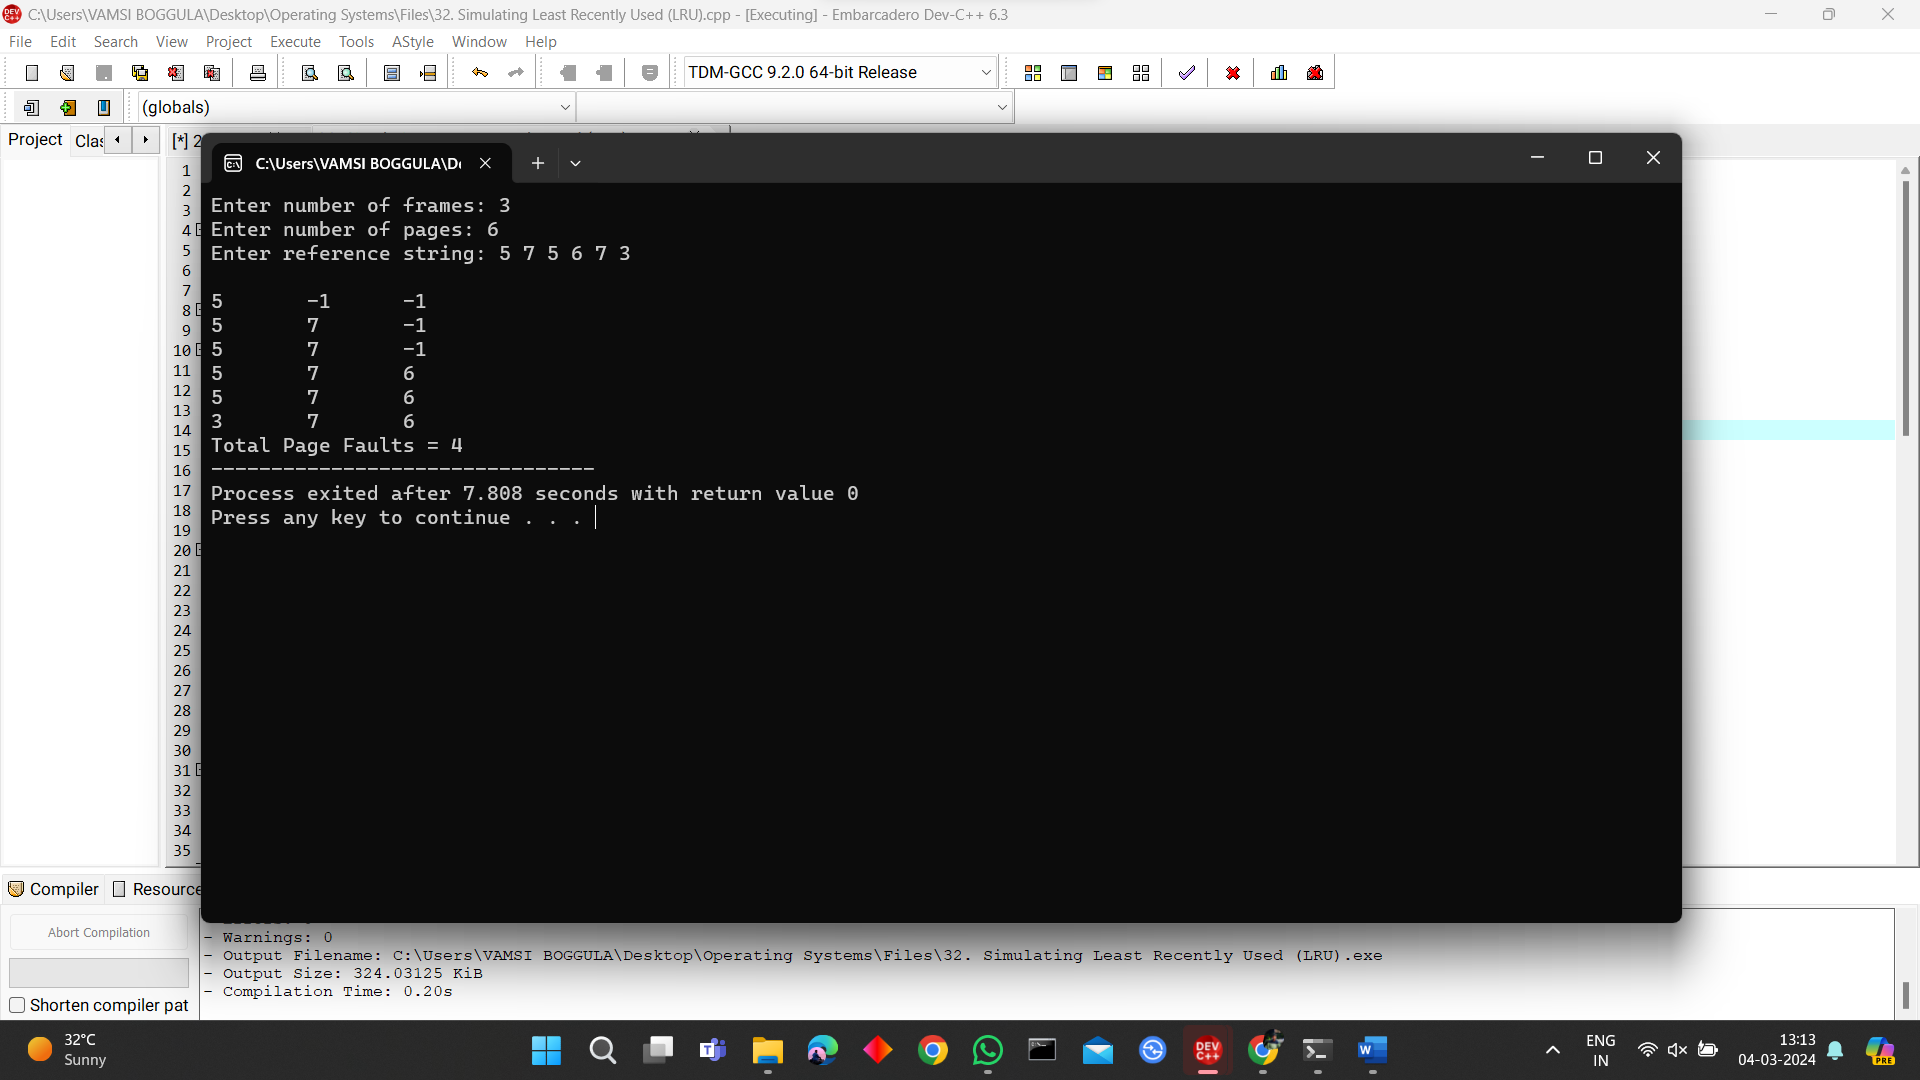 C:\Users\VAMSI BOGGULA\Desktop\Operating Systems\Files\32. Simulating Least Recently Used (LRU).cpp - [Executing] - Embarcadero Dev-C++ 6.3
File Edit Search View Project Execute Tools AStyle Window Help
TDM-GCC 9.2.0 64-bit Release
(globals)
Project Clas [*] 2
C:\Users\VAMSI BOGGULA\De
1
2
3
4
5
6
7
8
9
10
11
12
13
14
15
16
17
18
19
20
21
22
23
24
25
26
27
28
29
30
31
32
33
34
35
Enter number of frames: 3
Enter number of pages: 6
Enter reference string: 5 7 5 6 7 3
5 -1 -1
5 7 -1
5 7 -1
5 7 6
5 7 6
3 7 6
Total Page Faults = 4
--------------------------------
Process exited after 7.808 seconds with return value 0
Press any key to continue . . .
Compiler Resource
Abort Compilation
Shorten compiler pat
- Warnings: 0
- Output Filename: C:\Users\VAMSI BOGGULA\Desktop\Operating Systems\Files\32. Simulating Least Recently Used (LRU).exe
- Output Size: 324.03125 KiB
- Compilation Time: 0.20s
32°C
Sunny
DEV C++
ENG
IN
13:13
04-03-2024
PRE